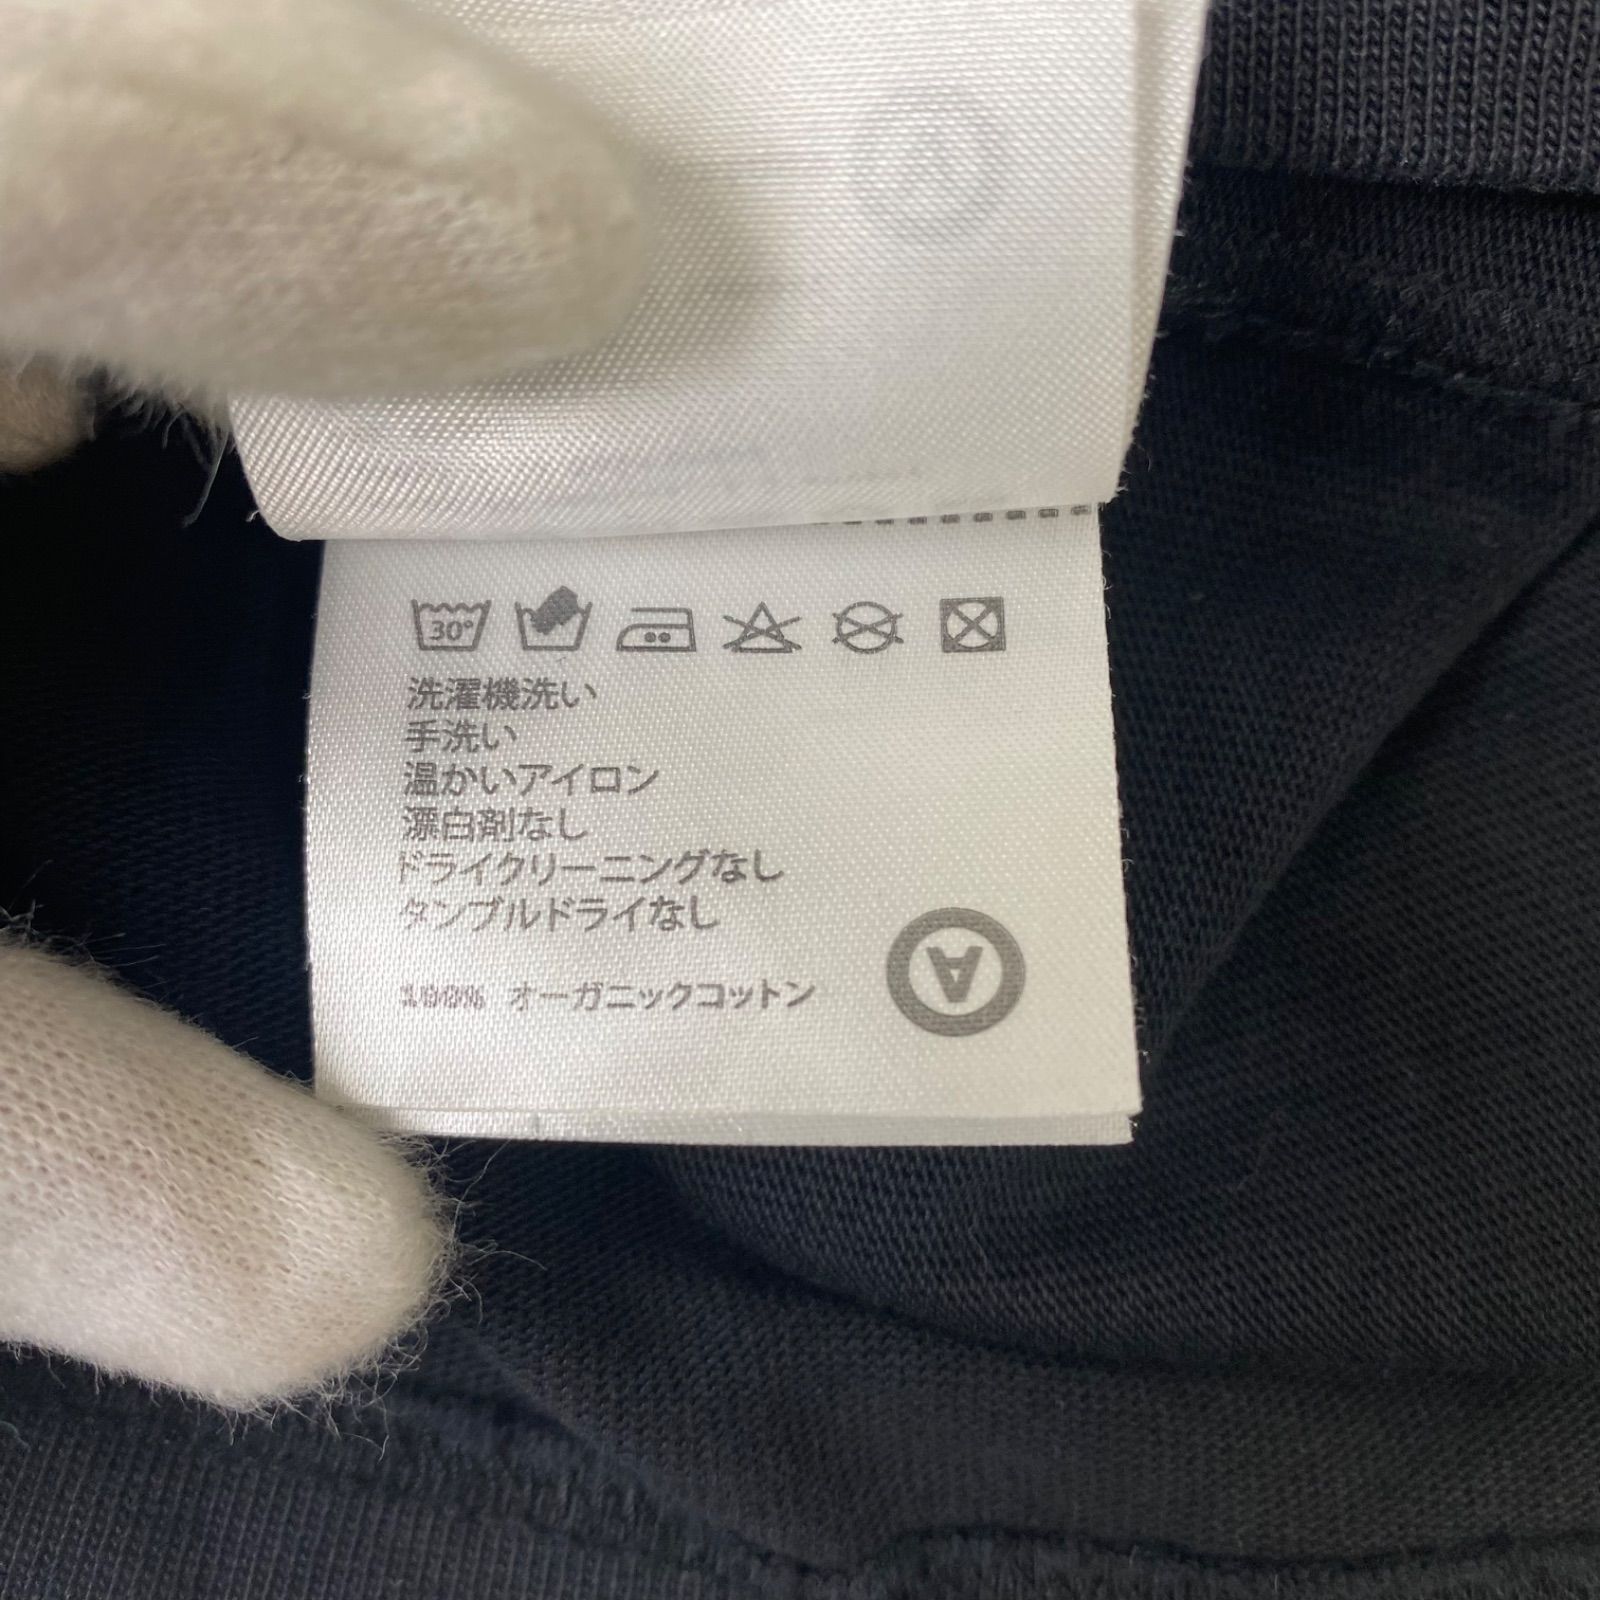 30°
洗濯機洗い
手洗い
温かいアイロン
漂白剤なし
ドライクリーニングなし
タンブルドライなし
100% オーガニックコットン
A